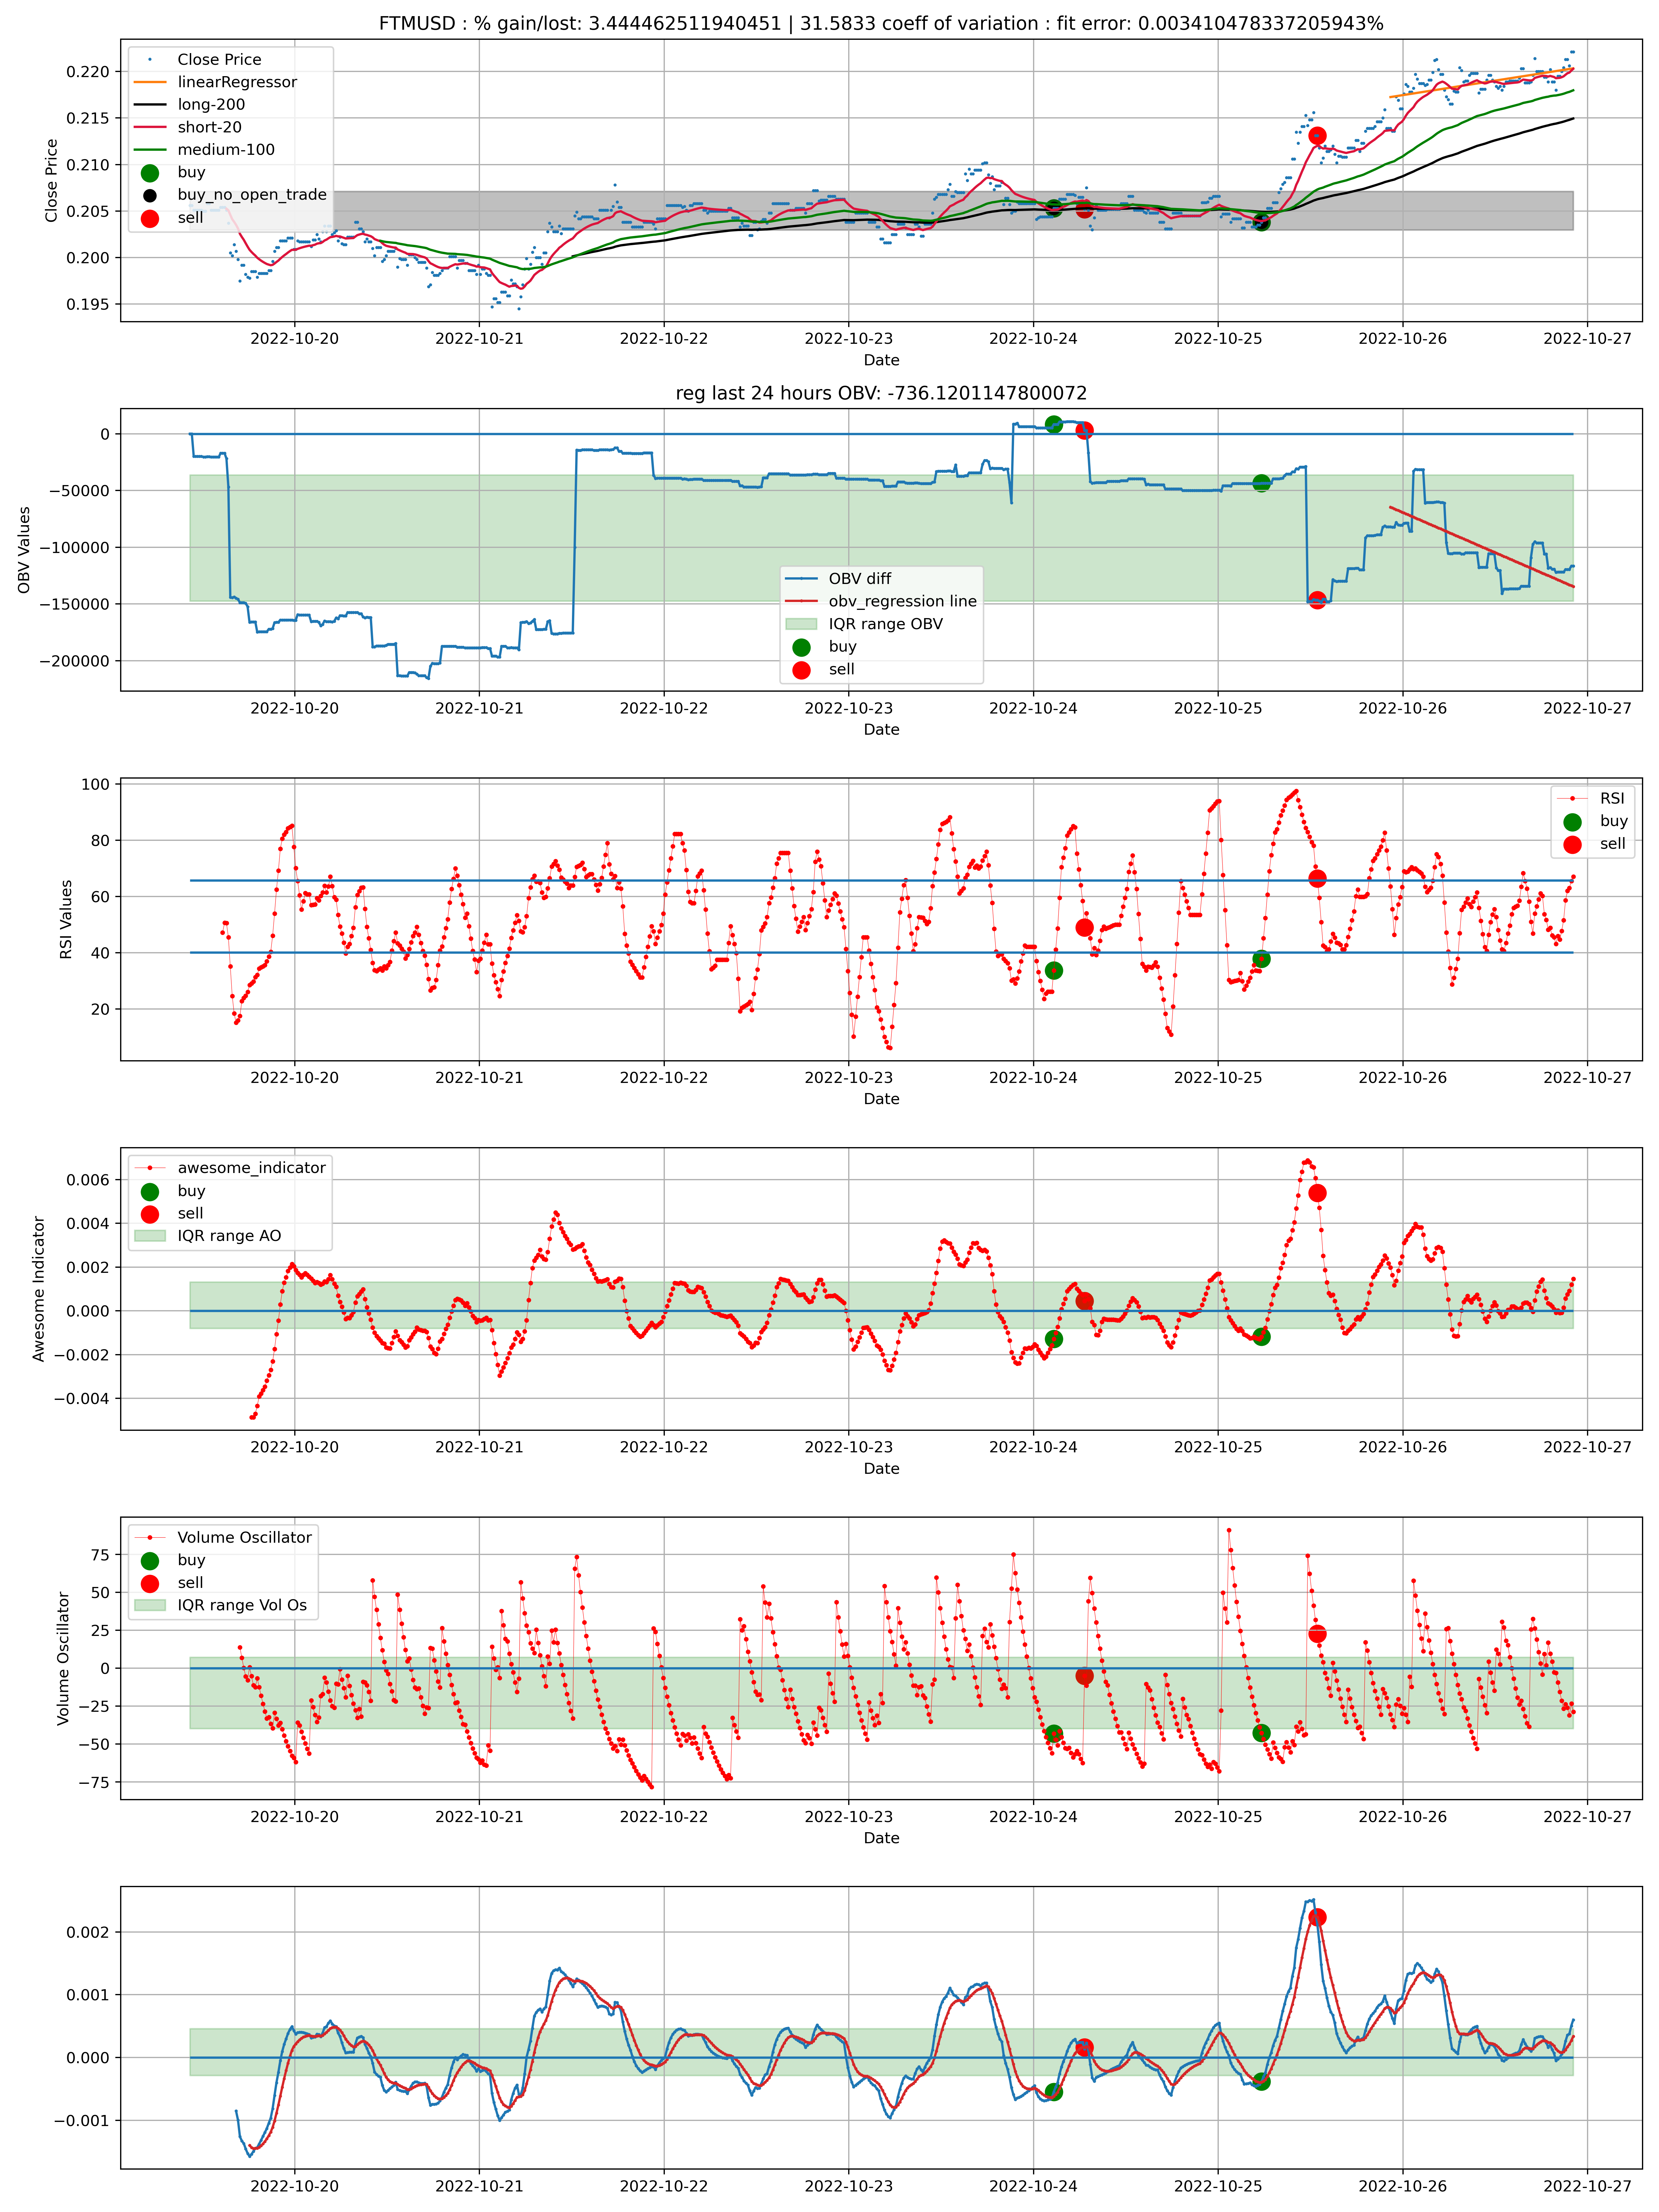 FTMUSD : % gain/lost: 3.444462511940451 | 31.5833 coeff of variation : fit error: 0.003410478337205943%
Close Price
linearRegressor
long-200
short-20
medium-100
buy
buy_no_open_trade
sell
Close Price
0.220
0.215
0.210
0.205
0.200
0.195
2022-10-20 2022-10-21 2022-10-22 2022-10-23 2022-10-24 2022-10-25 2022-10-26 2022-10-27
Date
reg last 24 hours OBV: -736.1201147800072
OBV Values
0
−50000
−100000
−150000
−200000
OBV diff
obv_regression line
IQR range OBV
buy
sell
2022-10-20 2022-10-21 2022-10-22 2022-10-23 2022-10-24 2022-10-25 2022-10-26 2022-10-27
Date
RSI Values
100
80
60
40
20
RSI
buy
sell
2022-10-20 2022-10-21 2022-10-22 2022-10-23 2022-10-24 2022-10-25 2022-10-26 2022-10-27
Date
awesome_indicator
buy
sell
IQR range AO
Awesome Indicator
0.006
0.004
0.002
0.000
−0.002
−0.004
2022-10-20 2022-10-21 2022-10-22 2022-10-23 2022-10-24 2022-10-25 2022-10-26 2022-10-27
Date
Volume Oscillator
buy
sell
IQR range Vol Os
Volume Oscillator
75
50
25
0
−25
−50
−75
2022-10-20 2022-10-21 2022-10-22 2022-10-23 2022-10-24 2022-10-25 2022-10-26 2022-10-27
Date
0.002
0.001
0.000
−0.001
2022-10-20 2022-10-21 2022-10-22 2022-10-23 2022-10-24 2022-10-25 2022-10-26 2022-10-27